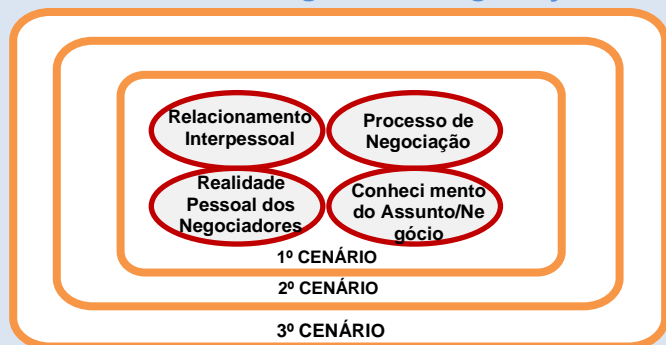 Relacionamento
Interpessoal
Processo de
Negociação
Realidade
Pessoal dos
Negociadores
Conheci mento
do Assunto/Ne
gócio
1º CENÁRIO
2º CENÁRIO
3º CENÁRIO